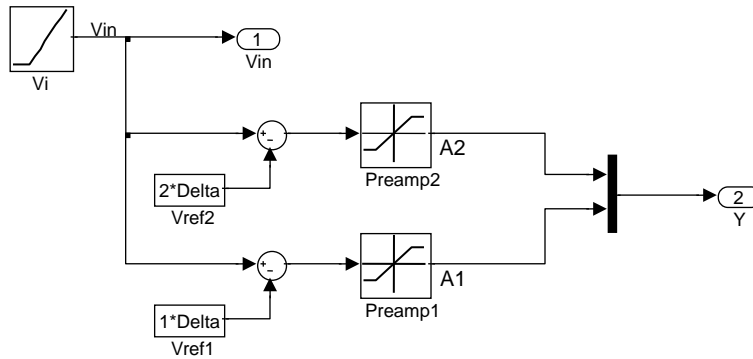 Vin
1
Vi
Vin
+
-
A2
2*Delta
Preamp2
2
Vref2
Y
+
-
A1
1*Delta
Preamp1
Vref1